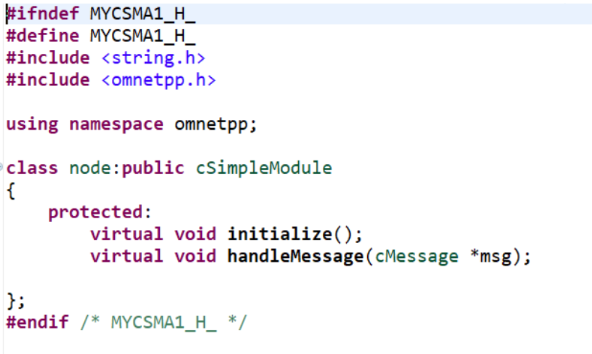 #ifndef MYCSMA1_H_
#define MYCSMA1_H_
#include <string.h>
#include <omnetpp.h>
using namespace omnetpp;
class node:public cSimpleModule
{
protected:
virtual void initialize();
virtual void handleMessage(cMessage *msg);
};
#endif /* MYCSMA1_H_ */